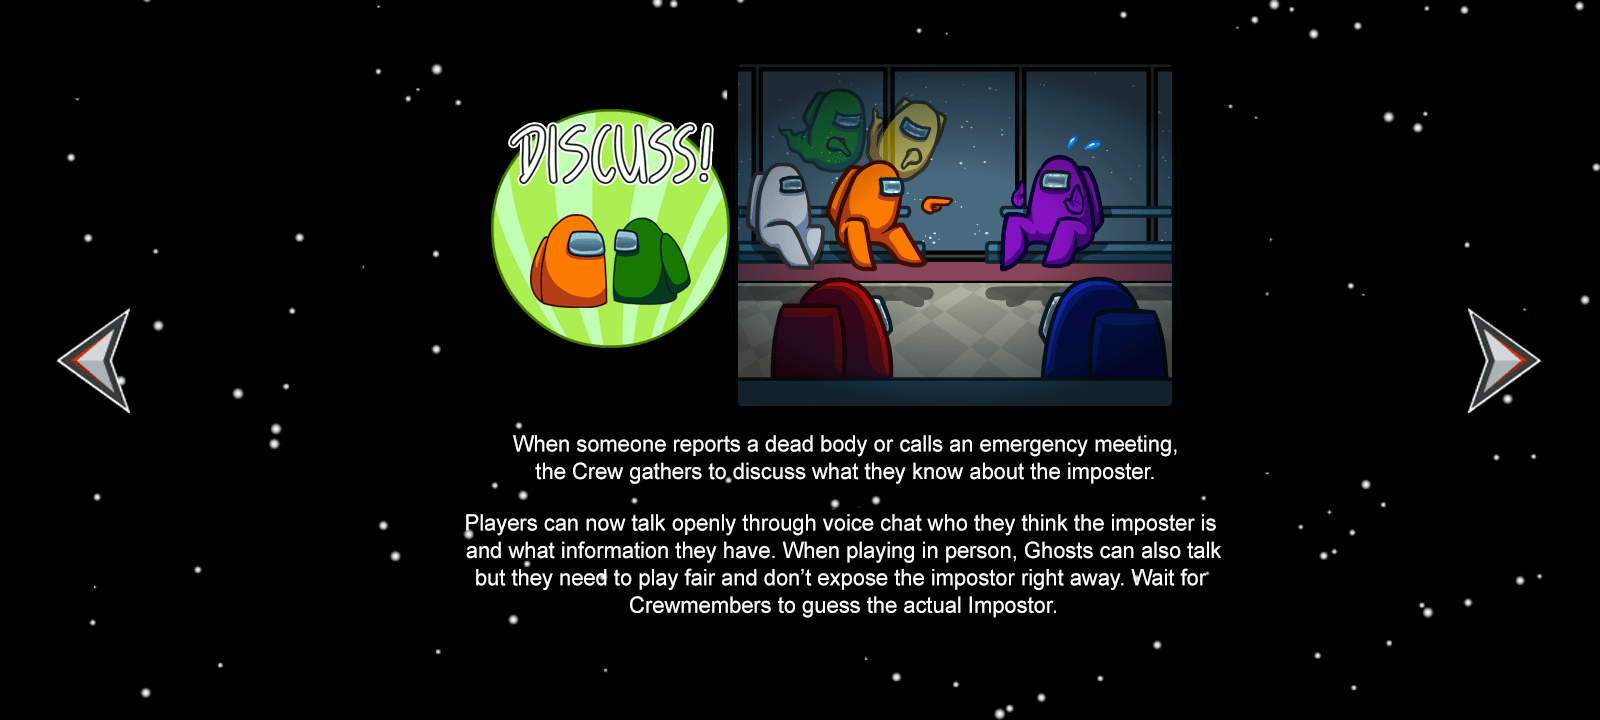 DISCUSS!
When someone reports a dead body or calls an emergency meeting,
the Crew gathers to discuss what they know about the imposter.
Players can now talk openly through voice chat who they think the imposter is
and what information they have. When playing in person, Ghosts can also talk
but they need to play fair and don’t expose the impostor right away. Wait for
Crewmembers to guess the actual Impostor.